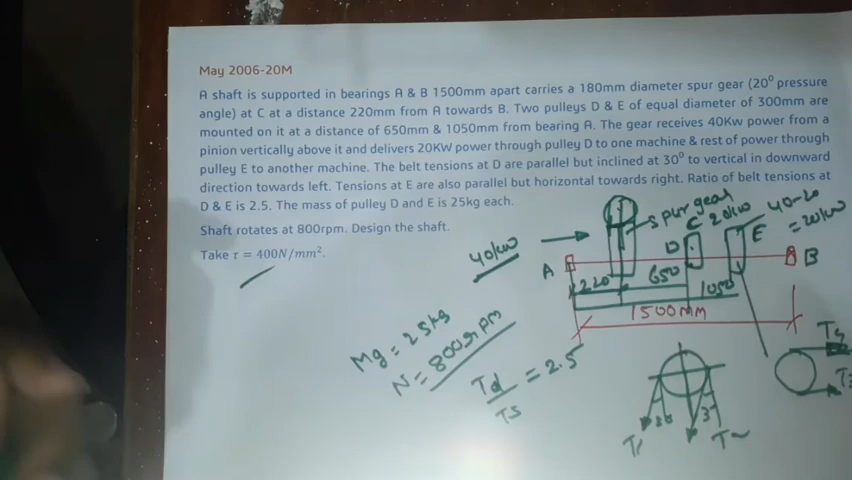 May 2006-20M
A shaft is supported in bearings A & B 1500mm apart carries a 180mm diameter spur gear (20⁰ pressure
angle) at C at a distance 220mm from A towards B. Two pulleys D & E of equal diameter of 300mm are
mounted on it at a distance of 650mm & 1050mm from bearing A. The gear receives 40Kw power from a
pinion vertically above it and delivers 20KW power through pulley D to one machine & rest of power through
pulley E to another machine. The belt tensions at D are parallel but inclined at 30⁰ to vertical in downward
direction towards left. Tensions at E are also parallel but horizontal towards right. Ratio of belt tensions at
D & E is 2.5. The mass of pulley D and E is 25kg each.
Shaft rotates at 800rpm. Design the shaft.
Take τ = 400N/mm².
spur gear
C 20kw
40-20
= 20kw
40kw
D
E
A
B
220
650
1050
1500MM
Mg = 25kg
N = 800rpm
Td/Ts = 2.5
T1
30
3
T2
T3